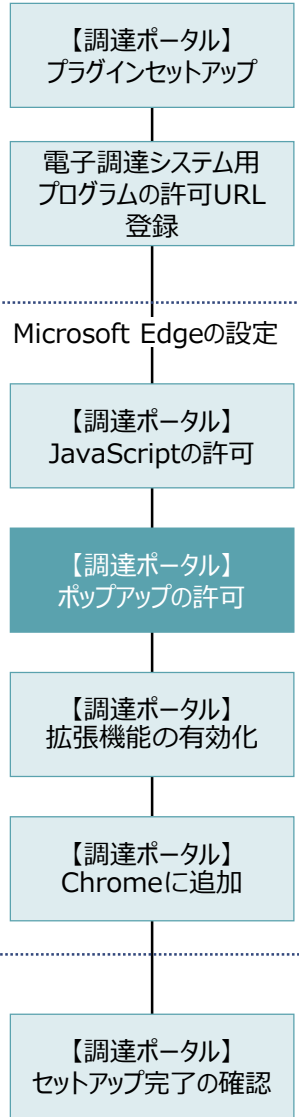 【調達ポータル】
プラグインセットアップ
電子調達システム用
プログラムの許可URL
登録
Microsoft Edgeの設定
【調達ポータル】
JavaScriptの許可
【調達ポータル】
ポップアップの許可
【調達ポータル】
拡張機能の有効化
【調達ポータル】
Chromeに追加
【調達ポータル】
セットアップ完了の確認